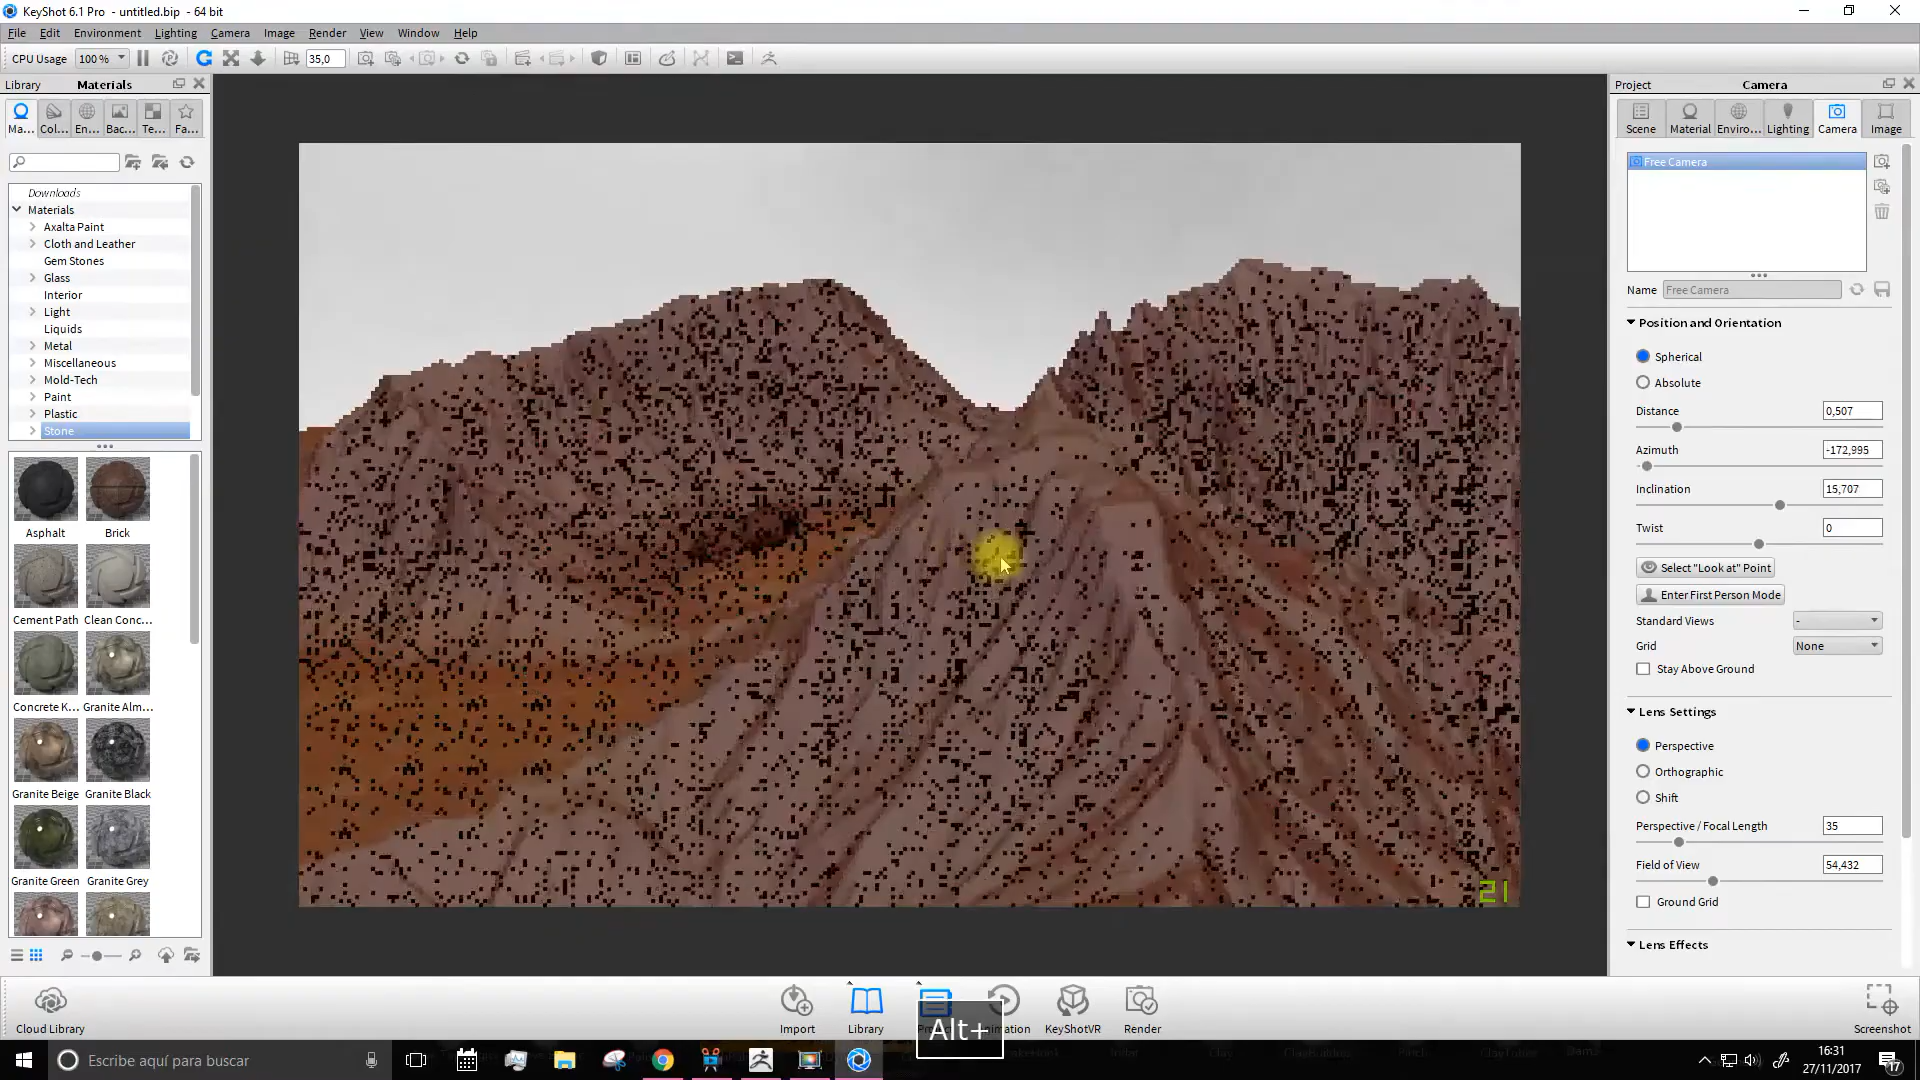 KeyShot 6.1 Pro - untitled.bip - 64 bit
File Edit Environment Lighting Camera Image Render View Window Help
CPU Usage 100 % 35,0
Library Materials
Ma... Col... En... Bac... Te... Fa...
Downloads
Materials
Axalta Paint
Cloth and Leather
Gem Stones
Glass
Interior
Light
Liquids
Metal
Miscellaneous
Mold-Tech
Paint
Plastic
Stone
Asphalt Brick
Cement Path Clean Conc...
Concrete K... Granite Alm...
Granite Beige Granite Black
Granite Green Granite Grey
21
Project Camera
Scene Material Enviro... Lighting Camera Image
Free Camera
Name Free Camera
Position and Orientation
Spherical
Absolute
Distance 0,507
Azimuth -172,995
Inclination 15,707
Twist 0
Select "Look at" Point
Enter First Person Mode
Standard Views -
Grid None
Stay Above Ground
Lens Settings
Perspective
Orthographic
Shift
Perspective / Focal Length 35
Field of View 54,432
Ground Grid
Lens Effects
Cloud Library Import Library Animation KeyShotVR Render Screenshot
Alt+
Escribe aquí para buscar
16:31
27/11/2017
17